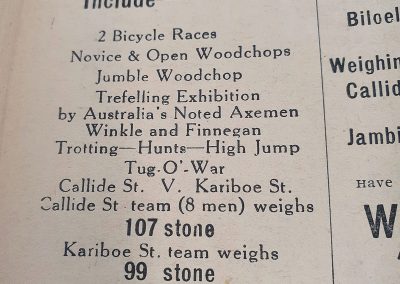 Include
2 Bicycle Races
Novice & Open Woodchops
Jumble Woodchop
Trefelling Exhibition
by Australia's Noted Axemen
Winkle and Finnegan
Trotting—Hunts—High Jump
Tug-O'-War
Callide St. V. Kariboe St.
Callide St team (8 men) weighs
107 stone
Kariboe St. team weighs
99 stone
Biloel
Weighin
Callid
Jambi
Have
W